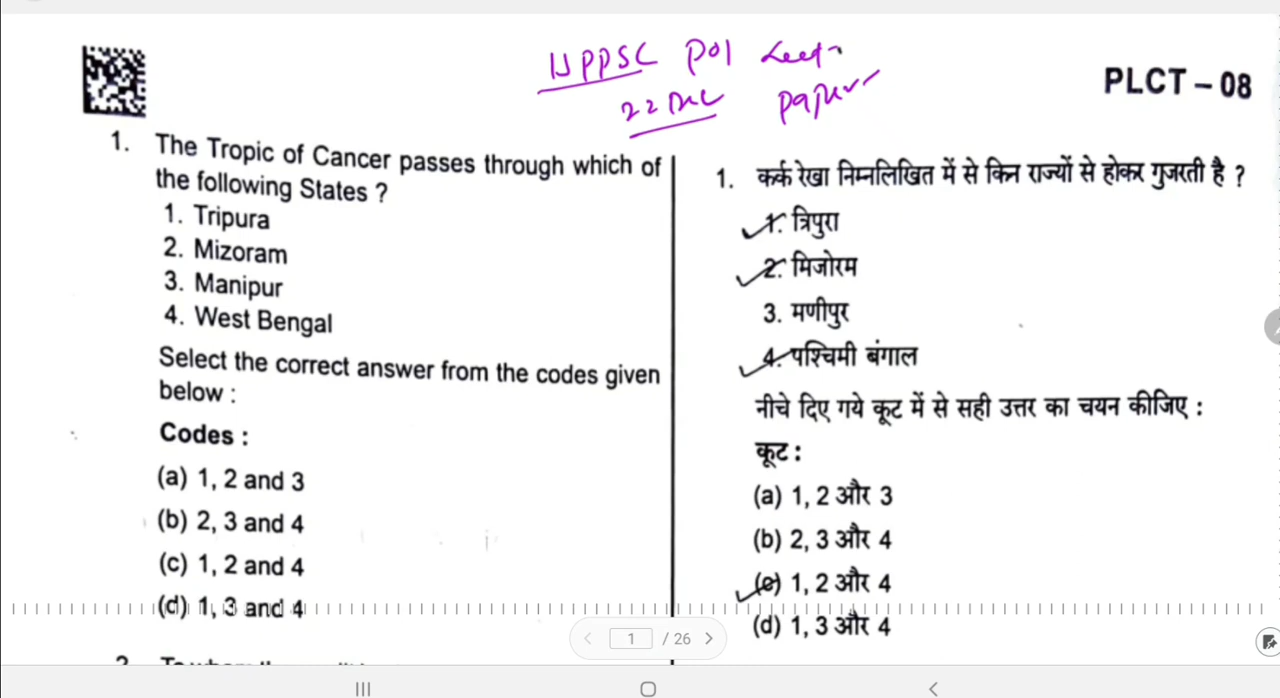 UPPSC Pol Lect
22 Dec Paper
PLCT – 08
1. The Tropic of Cancer passes through which of
the following States ?
1. Tripura
2. Mizoram
3. Manipur
4. West Bengal
Select the correct answer from the codes given
below :
Codes :
(a) 1, 2 and 3
(b) 2, 3 and 4
(c) 1, 2 and 4
(d) 1, 3 and 4
1. कर्क रेखा निम्नलिखित में से किन राज्यों से होकर गुजरती है ?
1. त्रिपुरा
2. मिजोरम
3. मणीपुर
4. पश्चिमी बंगाल
नीचे दिए गये कूट में से सही उत्तर का चयन कीजिए :
कूट :
(a) 1, 2 और 3
(b) 2, 3 और 4
(c) 1, 2 और 4
(d) 1, 3 और 4
1 / 26